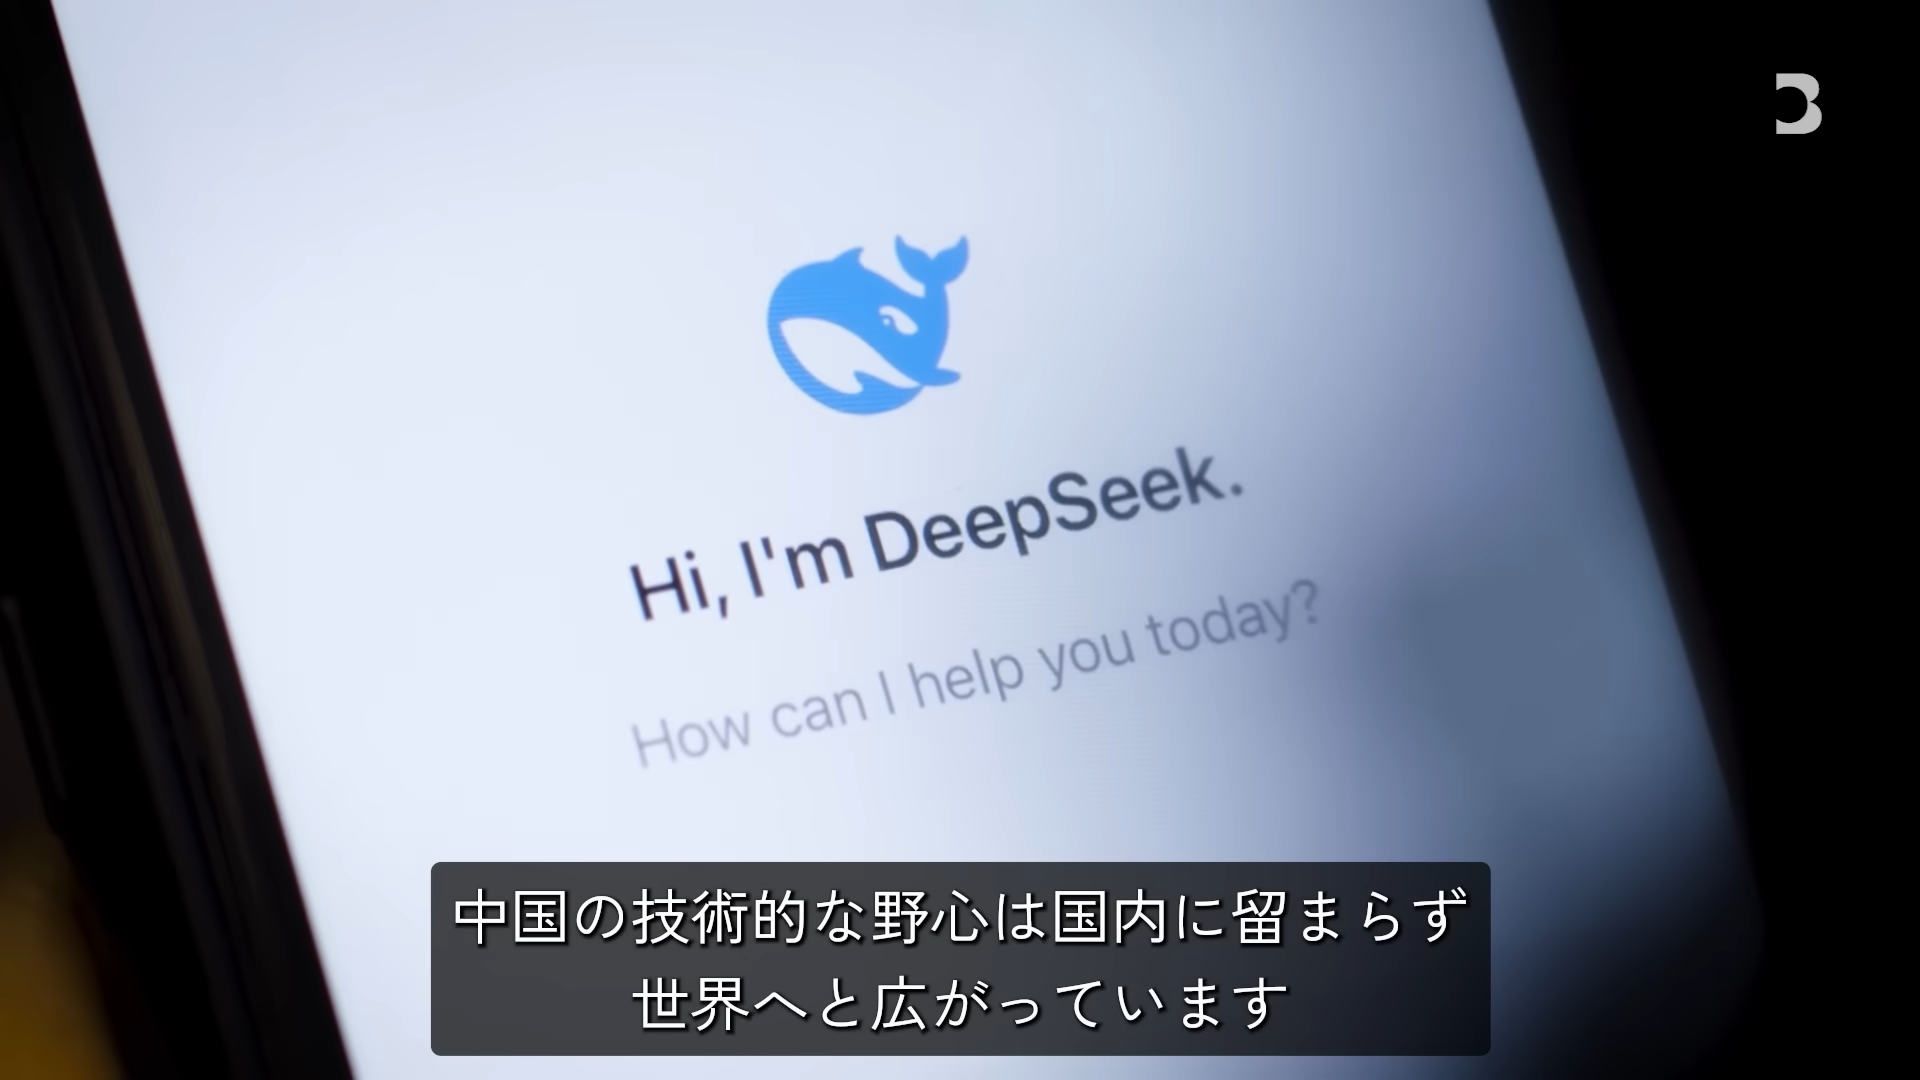 3
Hi, I'm DeepSeek.
How can I help you today?
中国の技術的な野心は国内に留まらず
世界へと広がっています